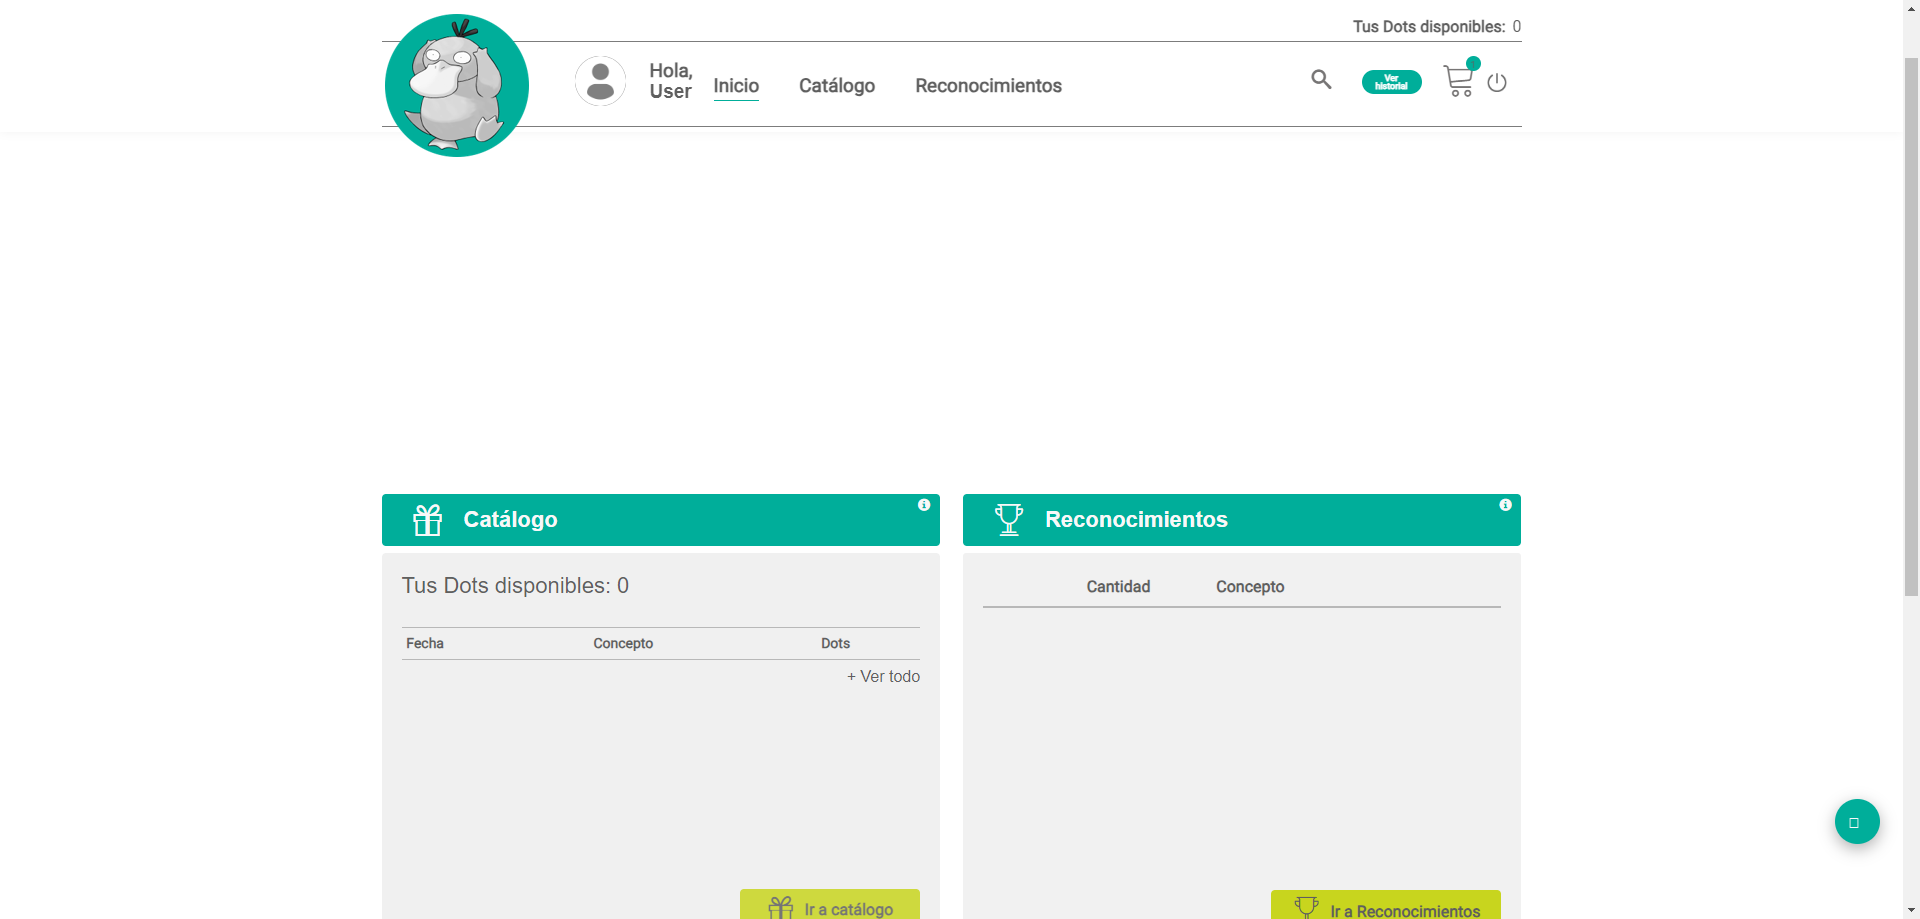 Tus Dots disponibles: 0
Hola,
User
Inicio
Catálogo
Reconocimientos
Ver
historial
Catálogo
Reconocimientos
Tus Dots disponibles: 0
Cantidad Concepto
Fecha Concepto Dots
+ Ver todo
Ir a catálogo
Ir a Reconocimientos